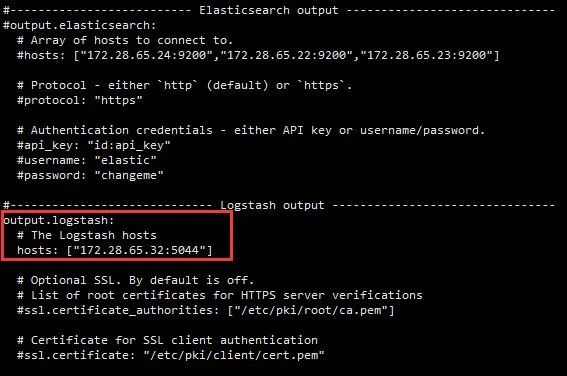 #---------------------------- Elasticsearch output ----------------------------
#output.elasticsearch:
# Array of hosts to connect to.
#hosts: ["172.28.65.24:9200","172.28.65.22:9200","172.28.65.23:9200"]
# Protocol - either `http` (default) or `https`.
#protocol: "https"
# Authentication credentials - either API key or username/password.
#api_key: "id:api_key"
#username: "elastic"
#password: "changeme"
#----------------------------- Logstash output -------------------------------
output.logstash:
# The Logstash hosts
hosts: ["172.28.65.32:5044"]
# Optional SSL. By default is off.
# List of root certificates for HTTPS server verifications
#ssl.certificate_authorities: ["/etc/pki/root/ca.pem"]
# Certificate for SSL client authentication
#ssl.certificate: "/etc/pki/client/cert.pem"